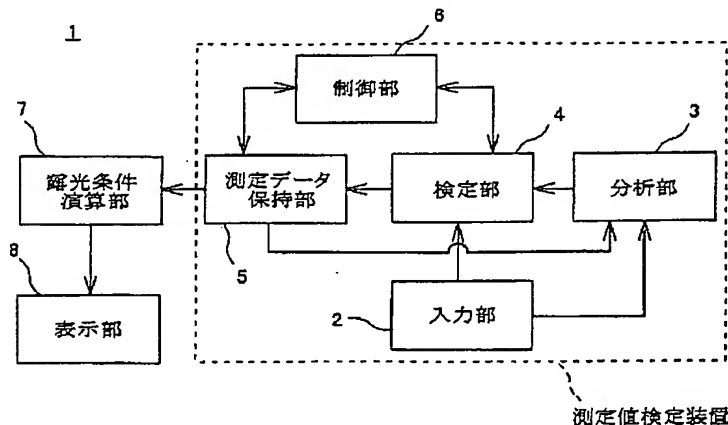 1
6
制御部
7
4
3
露光条件
演算部
測定データ
保持部
検定部
分析部
8
5
表示部
2
入力部
測定値検定装置